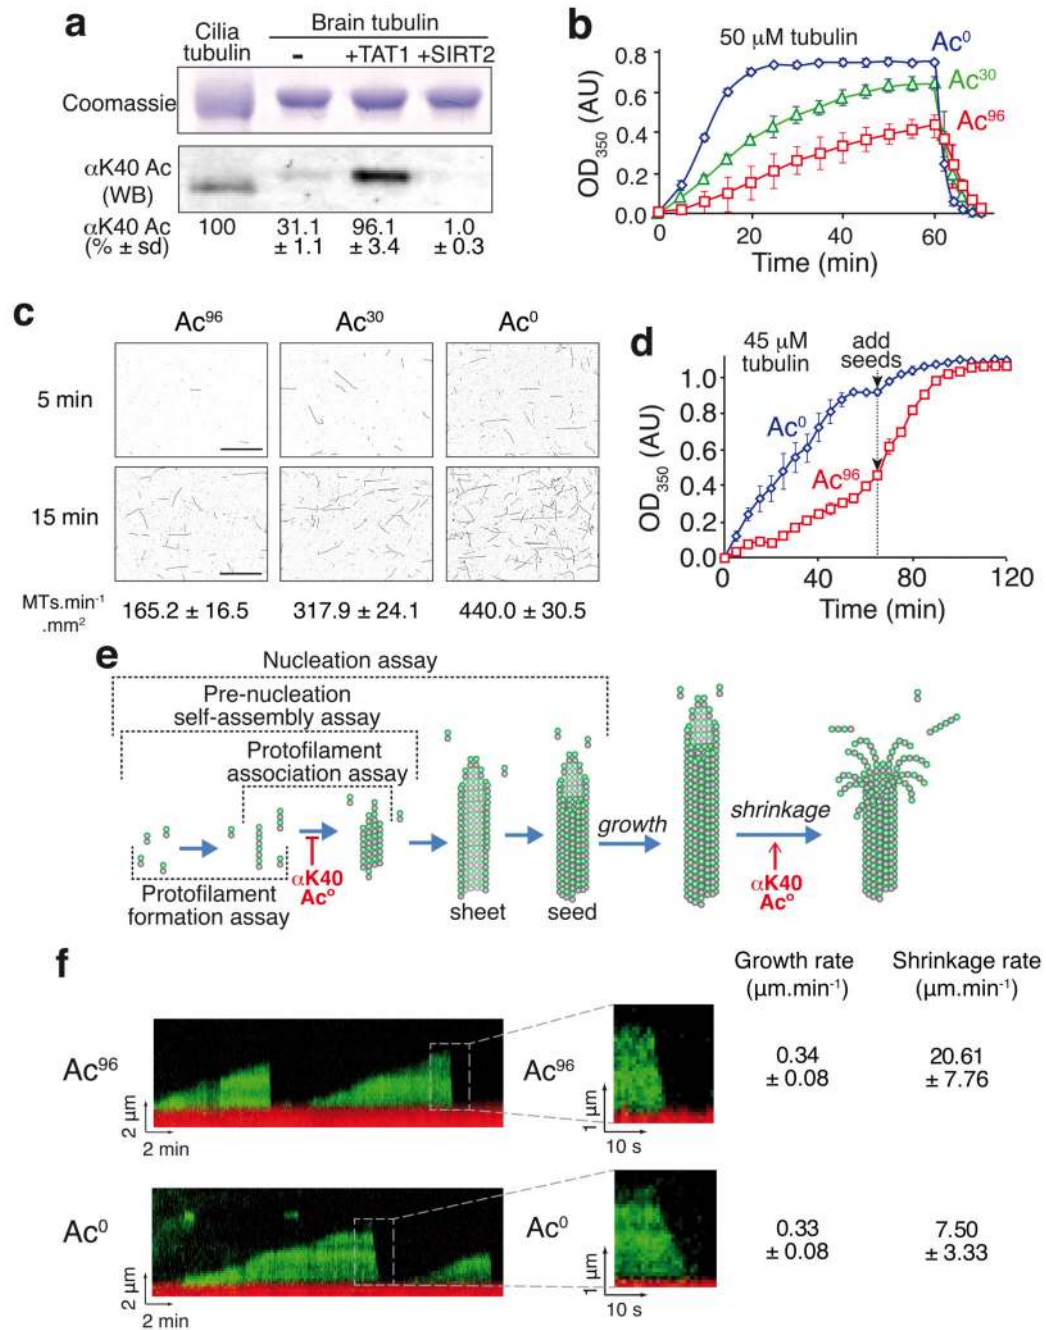 a
Cilia
tubulin
Brain tubulin
-
+TAT1
+SIRT2
Coomassie
αK40 Ac
(WB)
αK40 Ac
(% ± sd)
100
31.1
± 1.1
96.1
± 3.4
1.0
± 0.3
b
50 µM tubulin
Ac⁰
Ac³⁰
Ac⁹⁶
OD₃₅₀ (AU)
0.8
0.6
0.4
0.2
0.0
0 20 40 60
Time (min)
c
Ac⁹⁶ Ac³⁰ Ac⁰
5 min
15 min
MTs.min⁻¹
.mm²
165.2 ± 16.5 317.9 ± 24.1 440.0 ± 30.5
d
45 µM
tubulin
add
seeds
Ac⁰
Ac⁹⁶
OD₃₅₀ (AU)
1.0
0.8
0.6
0.4
0.2
0.0
0 40 80 120
Time (min)
e
Nucleation assay
Pre-nucleation
self-assembly assay
Protofilament
association assay
Protofilament
formation assay
αK40
Ac⁰
sheet
seed
growth
shrinkage
αK40
Ac⁰
f
Growth rate
(µm.min⁻¹)
Shrinkage rate
(µm.min⁻¹)
Ac⁹⁶
2 µm
2 min
Ac⁹⁶
1 µm
10 s
0.34
± 0.08
20.61
± 7.76
Ac⁰
2 µm
2 min
Ac⁰
1 µm
10 s
0.33
± 0.08
7.50
± 3.33